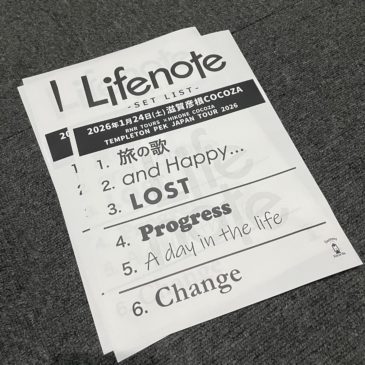 Lifenote
-SET LIST-
2026年1月24日(土)滋賀彦根COCOZA
RNR TOURS ×HIKONE COCOZA
TEMPLETON PEK JAPAN TOUR 2026
1. 旅の歌
2. and Happy...
3. LOST
4. Progress
5. A day in the life
6. Change